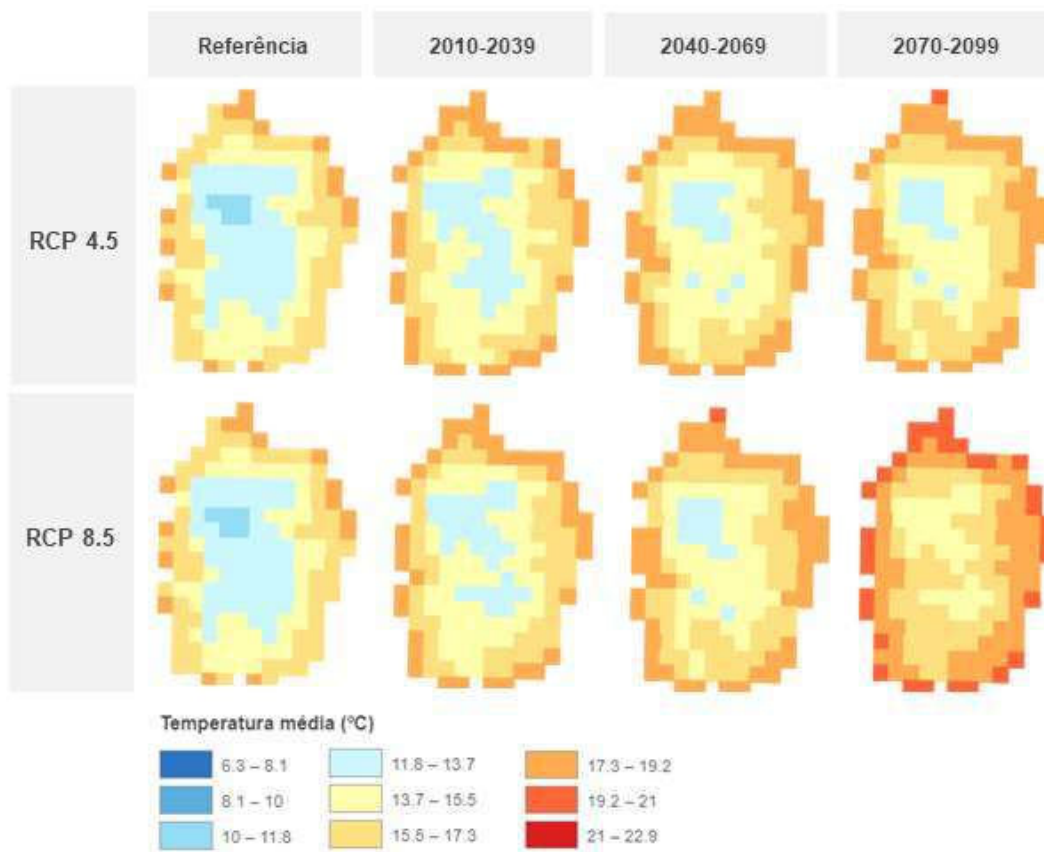 Referência 2010-2039 2040-2069 2070-2099
RCP 4.5
RCP 8.5
Temperatura média (ºC)
6.3 – 8.1 11.8 – 13.7 17.3 – 19.2
8.1 – 10 13.7 – 15.5 19.2 – 21
10 – 11.8 15.5 – 17.3 21 – 22.9